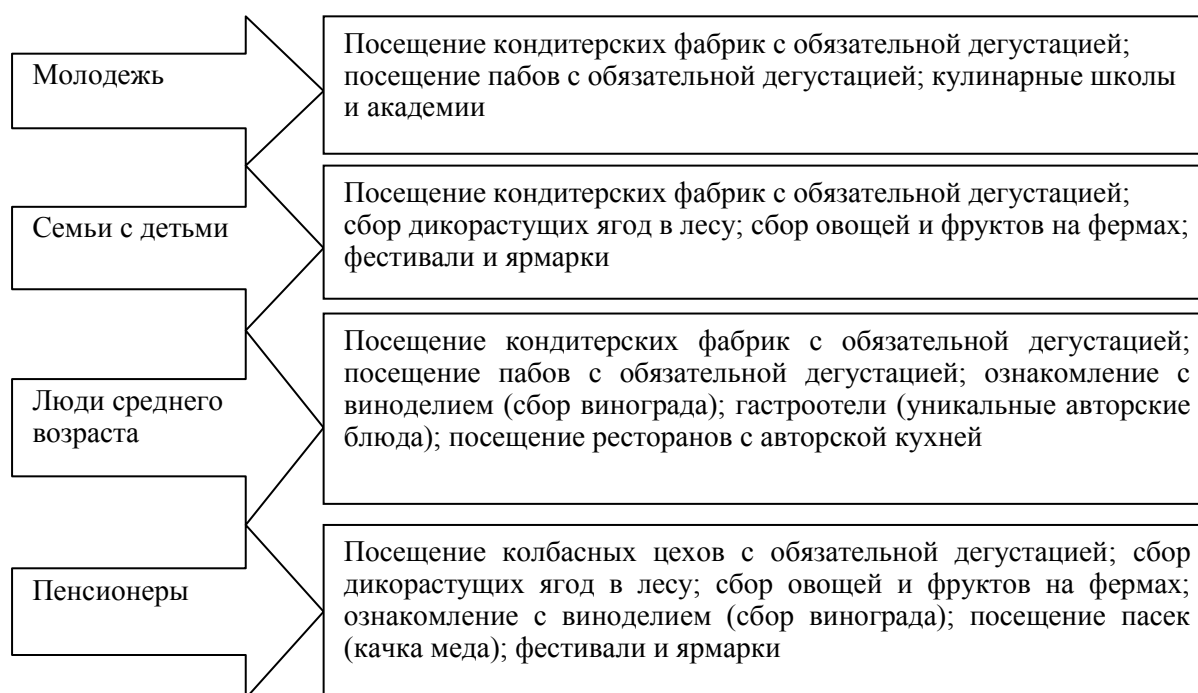 Молодежь
Посещение кондитерских фабрик с обязательной дегустацией;
посещение пабов с обязательной дегустацией; кулинарные школы
и академии
Семьи с детьми
Посещение кондитерских фабрик с обязательной дегустацией;
сбор дикорастущих ягод в лесу; сбор овощей и фруктов на фермах;
фестивали и ярмарки
Люди среднего
возраста
Посещение кондитерских фабрик с обязательной дегустацией;
посещение пабов с обязательной дегустацией; ознакомление с
виноделием (сбор винограда); гастроотели (уникальные авторские
блюда); посещение ресторанов с авторской кухней
Пенсионеры
Посещение колбасных цехов с обязательной дегустацией; сбор
дикорастущих ягод в лесу; сбор овощей и фруктов на фермах;
ознакомление с виноделием (сбор винограда); посещение пасек
(качка меда); фестивали и ярмарки